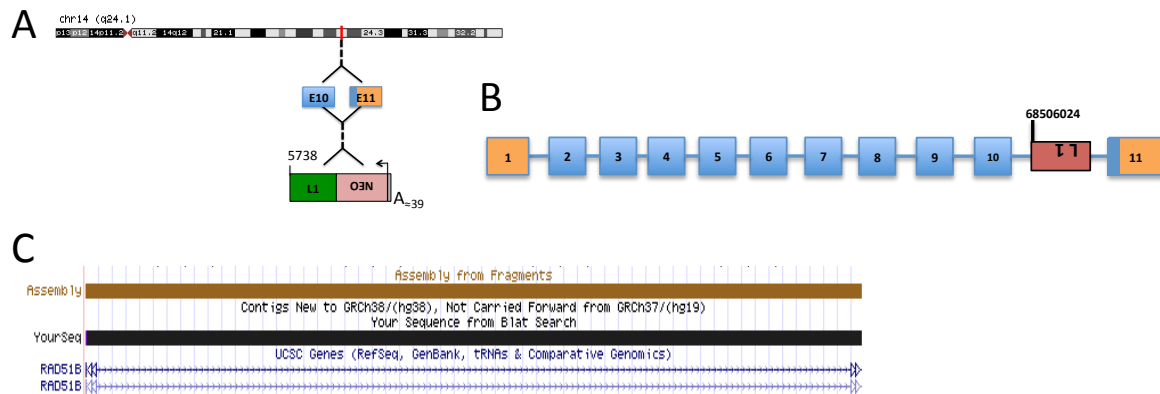 A
chr14 (q24.1)
p13 p12 14p11.2 q11.2 14q12 21.1 24.3 31.3 32.2
E10 E11
5738
L1 NEO
A≈39
B
68506024
1 2 3 4 5 6 7 8 9 10 L1 11
C
Assembly from Fragments
Assembly
Contigs New to GRCh38/(hg38), Not Carried Forward from GRCh37/(hg19)
Your Sequence from Blat Search
YourSeq
UCSC Genes (RefSeq, GenBank, tRNAs & Comparative Genomics)
RAD51B
RAD51B